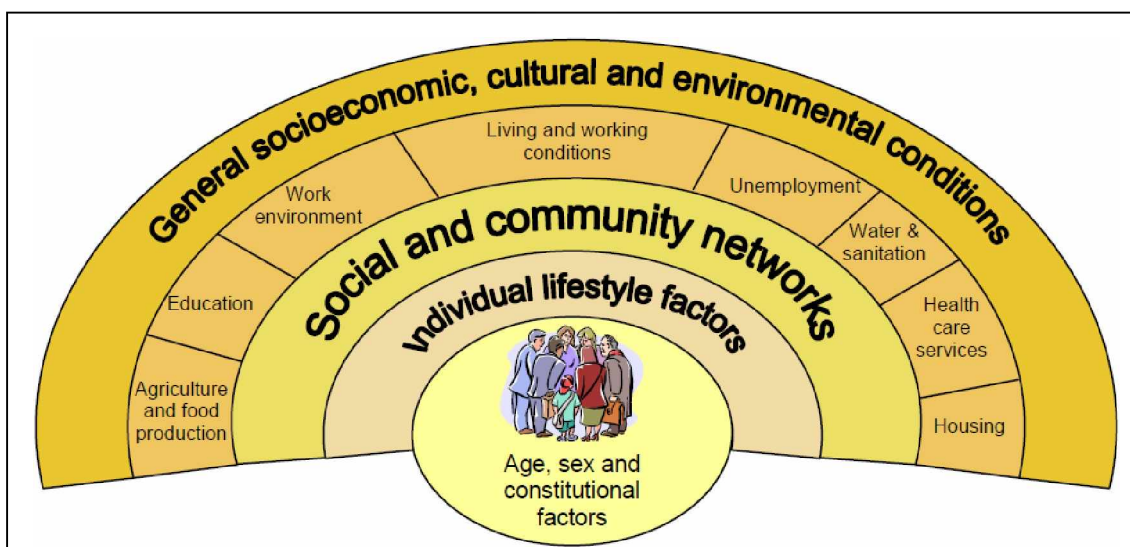 General socioeconomic, cultural and environmental conditions
Living and working
conditions
Work
environment
Unemployment
Water &
sanitation
Education
Health
care
services
Agriculture
and food
production
Housing
Social and community networks
Individual lifestyle factors
Age, sex and
constitutional
factors